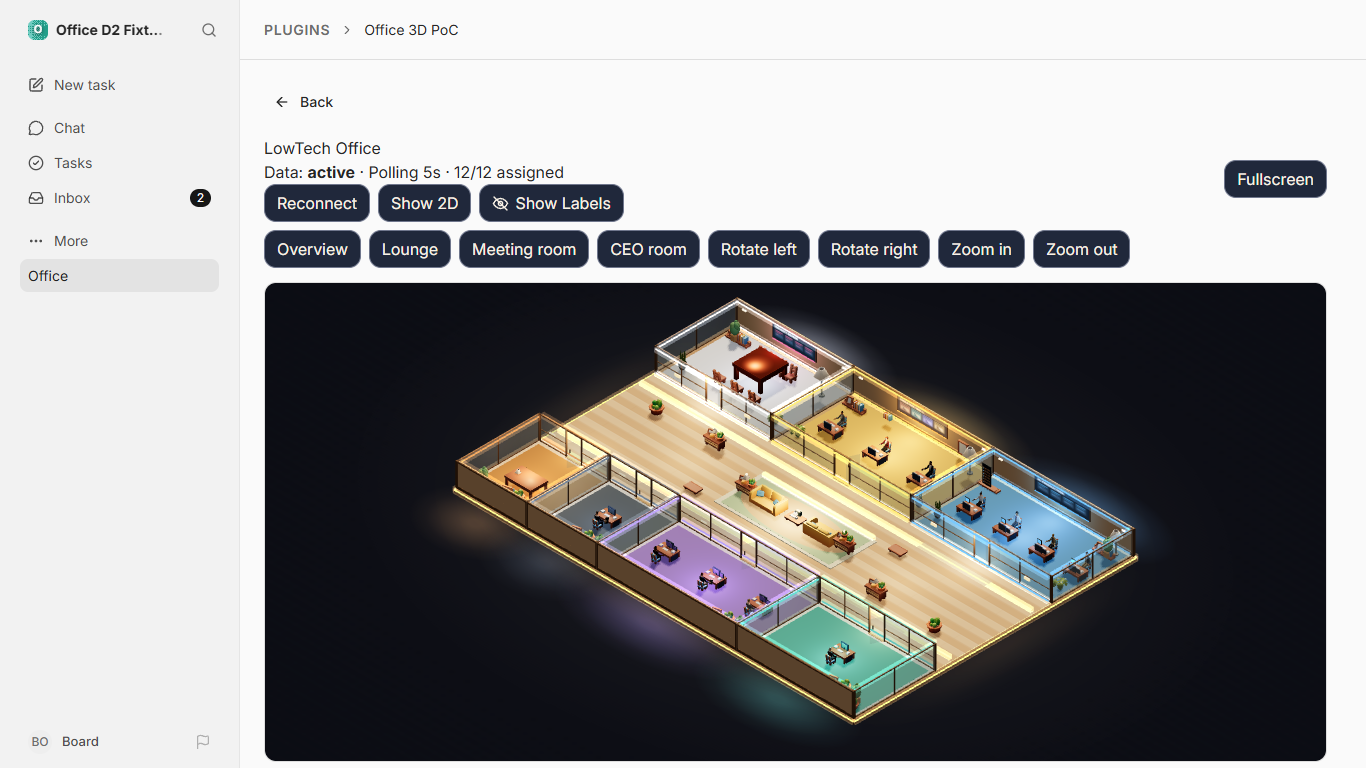 Office D2 Fixt...
PLUGINS
Office 3D PoC
New task
Chat
Tasks
Inbox
2
More
Office
Back
LowTech Office
Data: active · Polling 5s · 12/12 assigned
Reconnect
Show 2D
Show Labels
Fullscreen
Overview
Lounge
Meeting room
CEO room
Rotate left
Rotate right
Zoom in
Zoom out
BO
Board